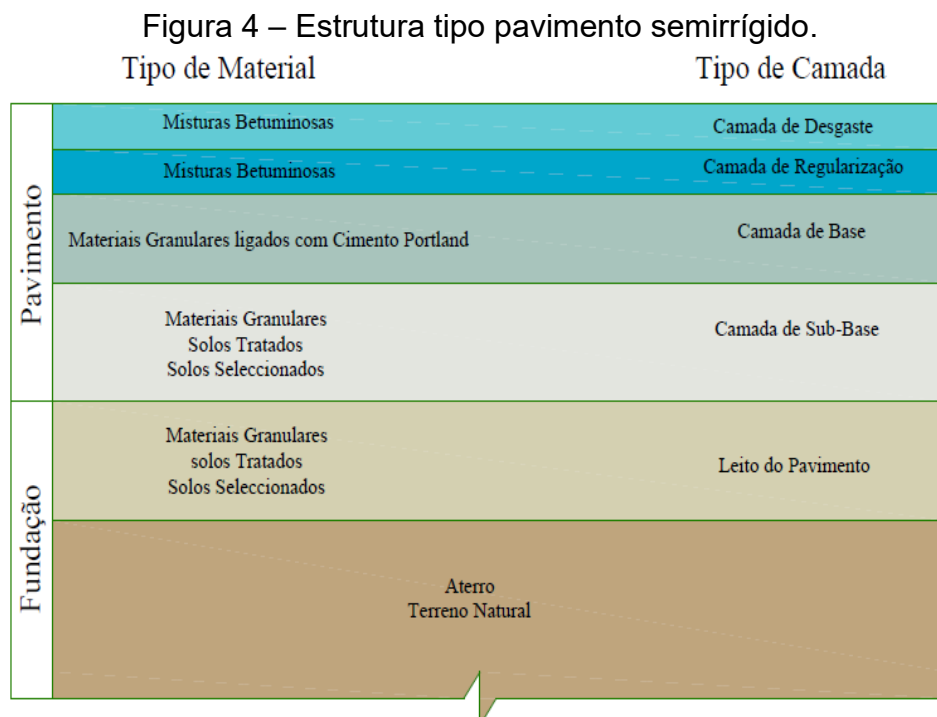 Figura 4 – Estrutura tipo pavimento semirrígido.
Tipo de Material
Tipo de Camada
Pavimento
Misturas Betuminosas
Camada de Desgaste
Misturas Betuminosas
Camada de Regularização
Materiais Granulares ligados com Cimento Portland
Camada de Base
Materiais Granulares
Solos Tratados
Solos Seleccionados
Camada de Sub-Base
Fundação
Materiais Granulares
solos Tratados
Solos Seleccionados
Leito do Pavimento
Aterro
Terreno Natural